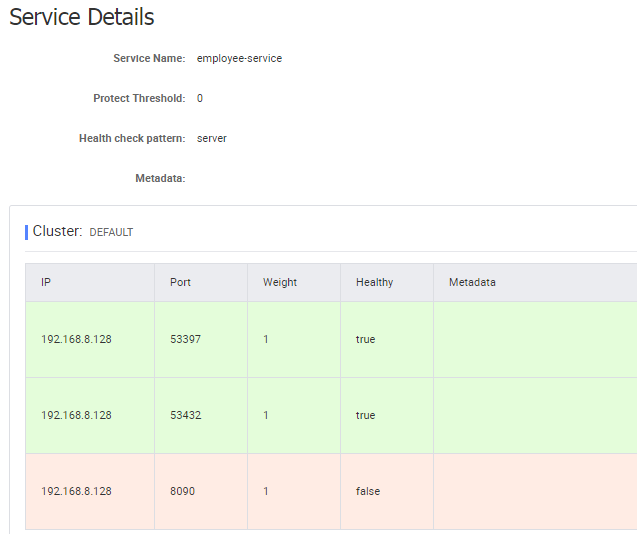 Service Details
Service Name: employee-service
Protect Threshold: 0
Health check pattern: server
Metadata:
Cluster: DEFAULT
IP Port Weight Healthy Metadata
192.168.8.128 53397 1 true
192.168.8.128 53432 1 true
192.168.8.128 8090 1 false